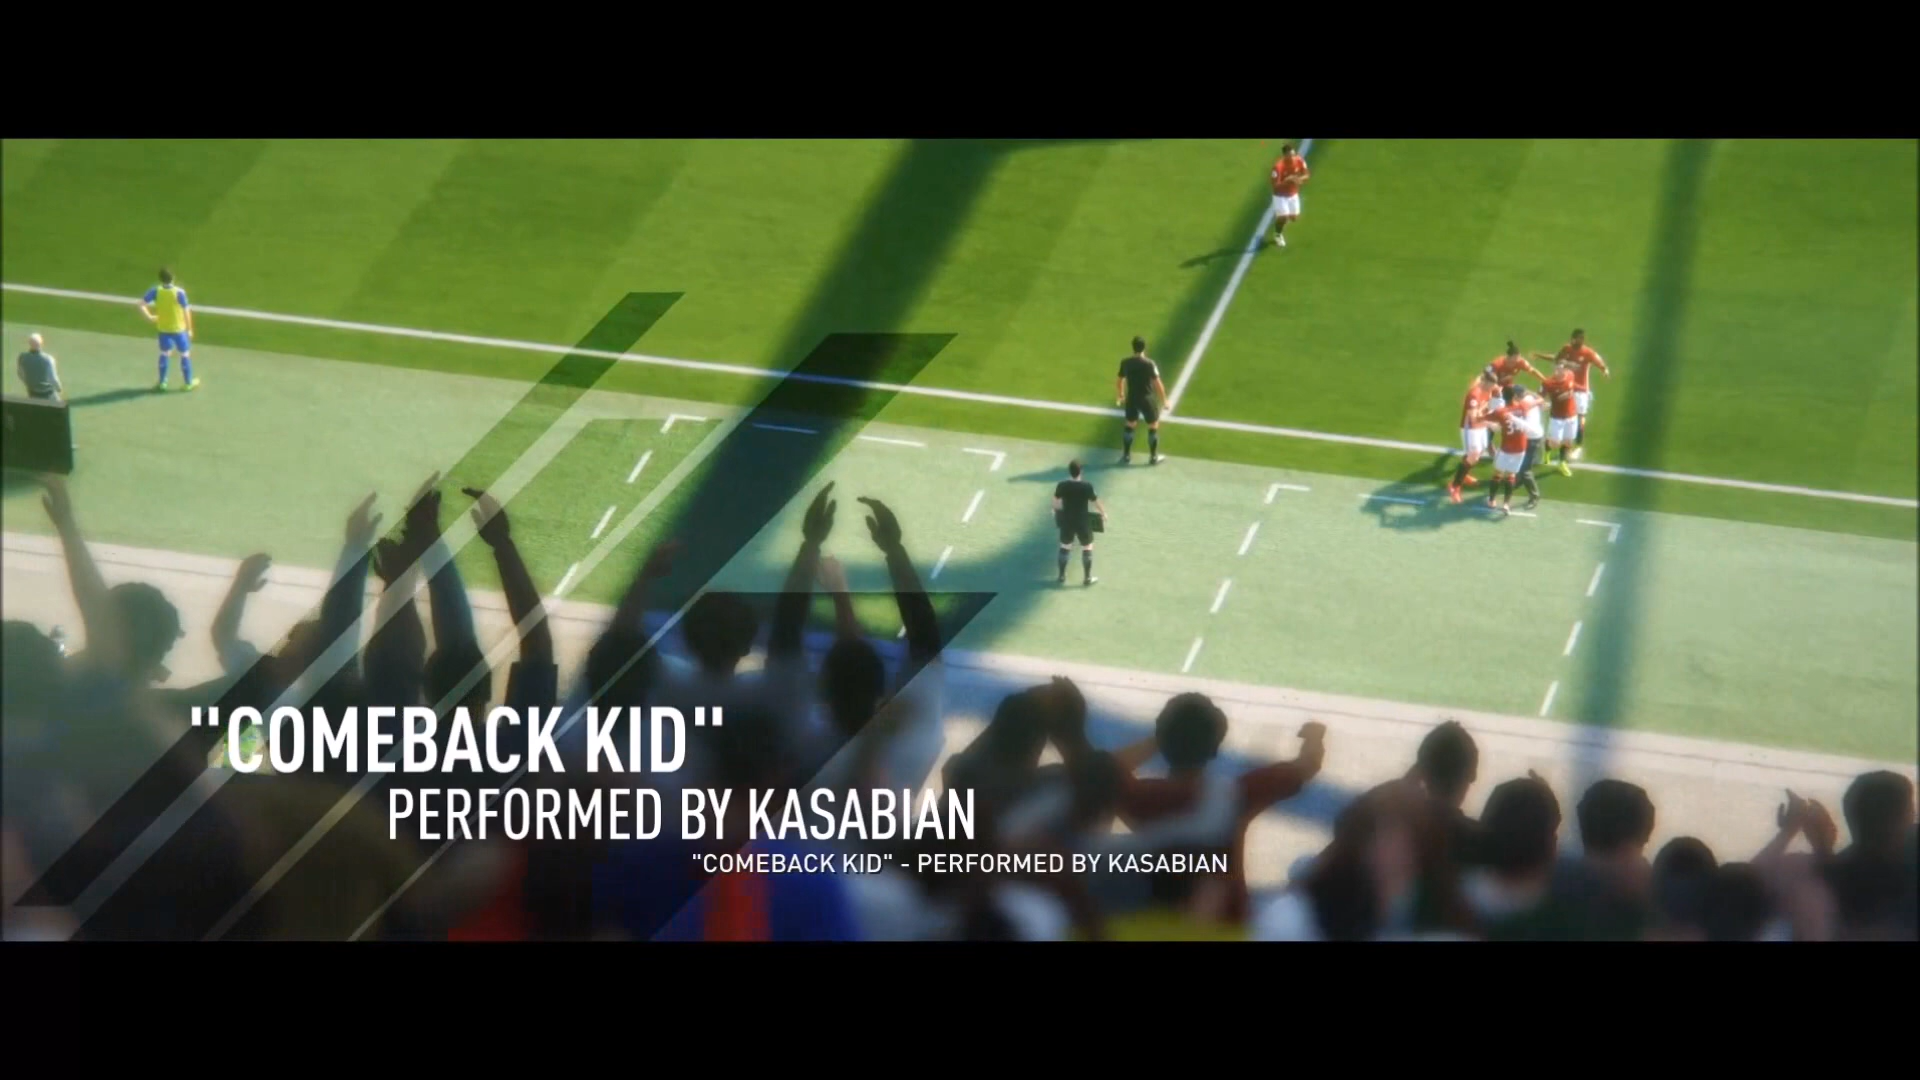 "COMEBACK KID"
PERFORMED BY KASABIAN
"COMEBACK KID" - PERFORMED BY KASABIAN